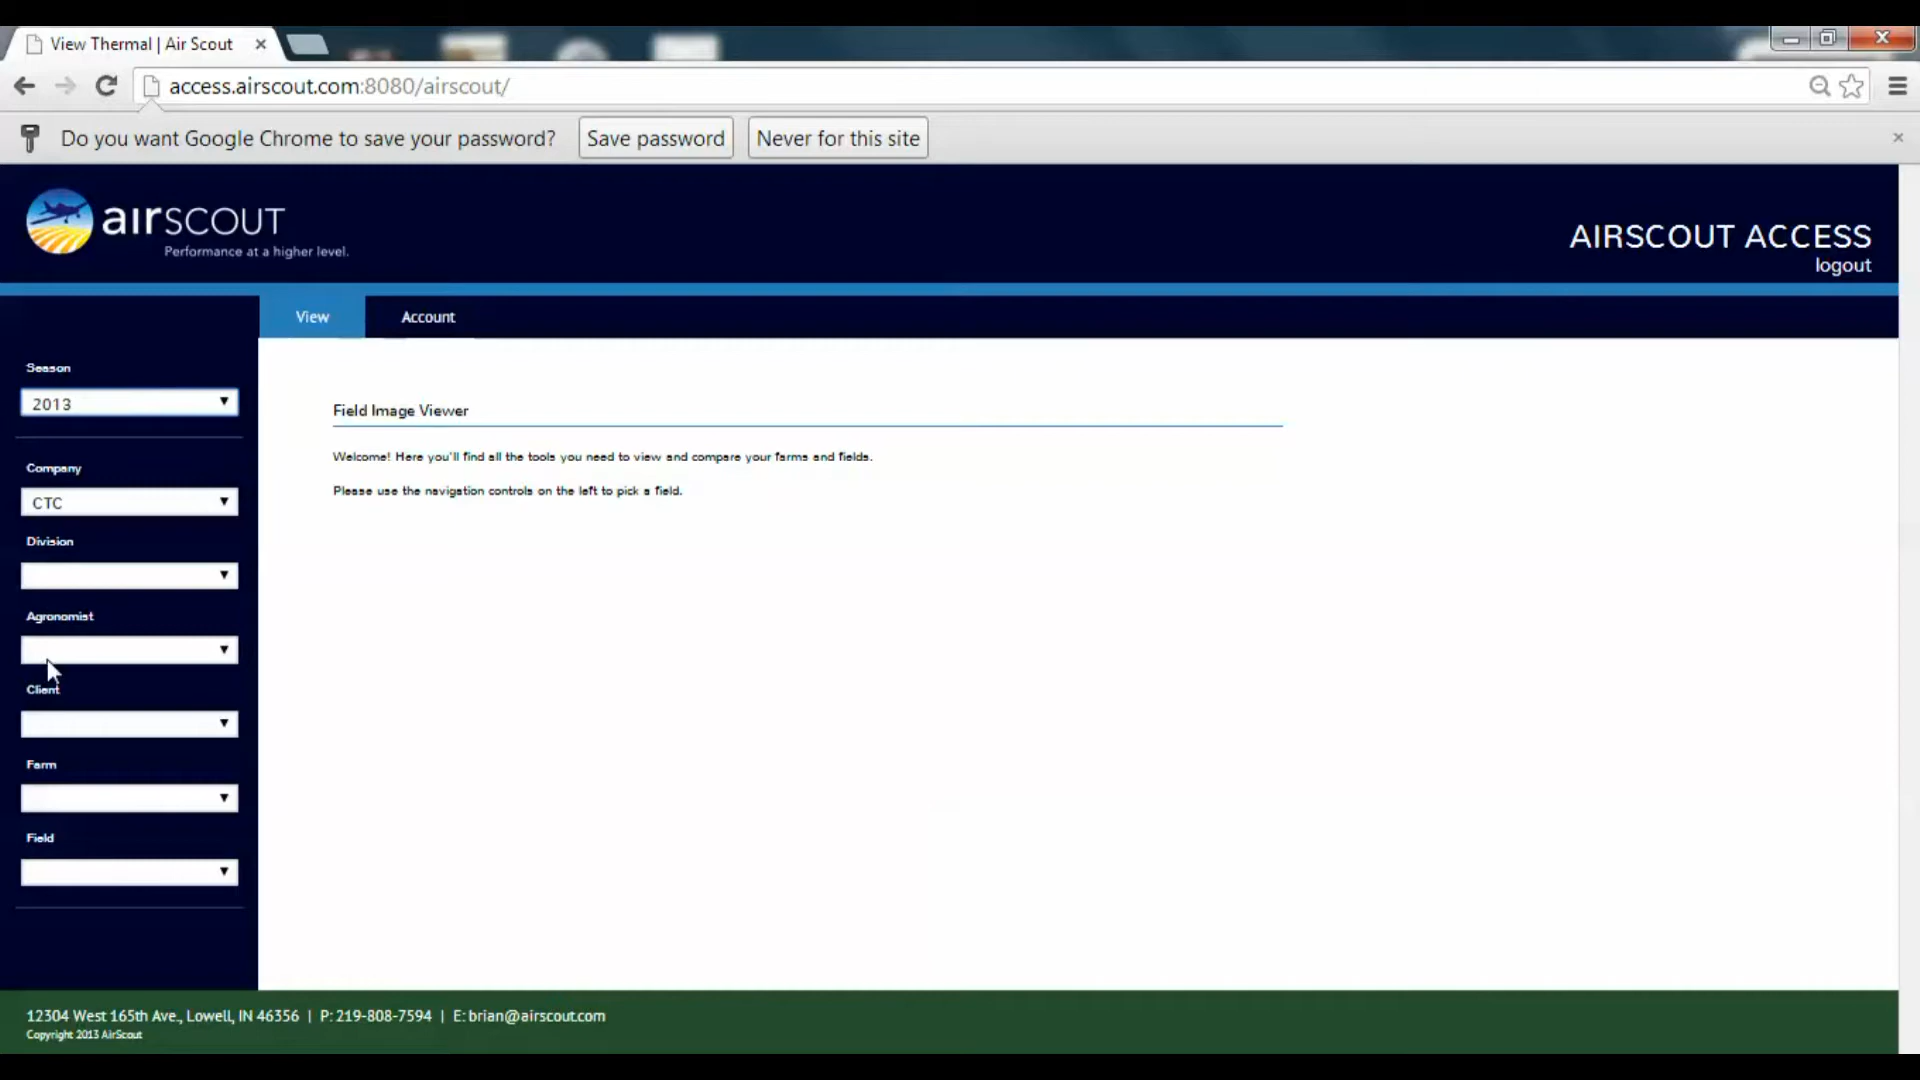 View Thermal | Air Scout
access.airscout.com:8080/airscout/
Do you want Google Chrome to save your password? Save password Never for this site
airscout
Performance at a higher level.
AIRSCOUT ACCESS
logout
View Account
Season
2013
Company
CTC
Division
Agronomist
Client
Farm
Field
Field Image Viewer
Welcome! Here you'll find all the tools you need to view and compare your farms and fields.
Please use the navigation controls on the left to pick a field.
12304 West 165th Ave., Lowell, IN 46356 | P: 219-808-7594 | E: brian@airscout.com
Copyright 2013 AirScout